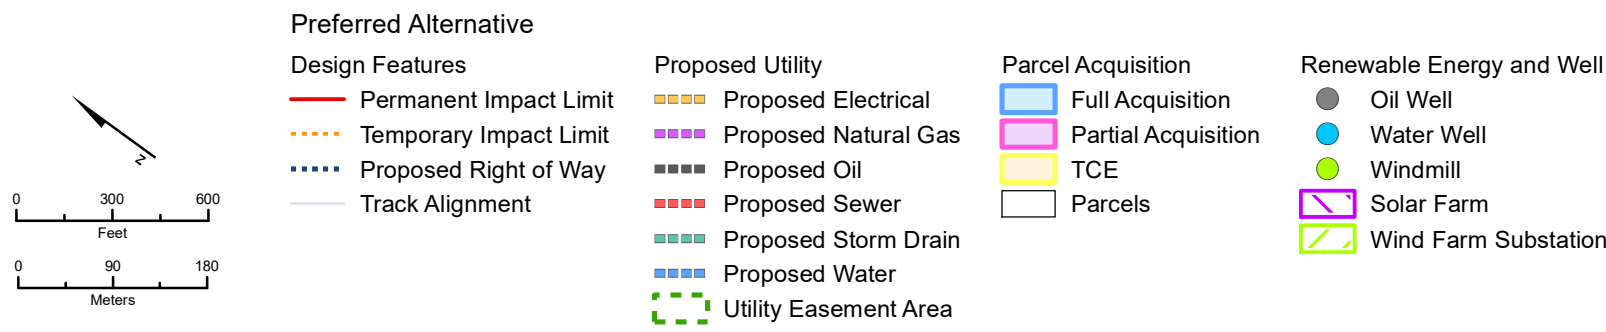 Preferred Alternative
Design Features
Permanent Impact Limit
Temporary Impact Limit
Proposed Right of Way
Track Alignment
Proposed Utility
Proposed Electrical
Proposed Natural Gas
Proposed Oil
Proposed Sewer
Proposed Storm Drain
Proposed Water
Utility Easement Area
Parcel Acquisition
Full Acquisition
Partial Acquisition
TCE
Parcels
Renewable Energy and Well
Oil Well
Water Well
Windmill
Solar Farm
Wind Farm Substation
N
0 300 600
Feet
0 90 180
Meters